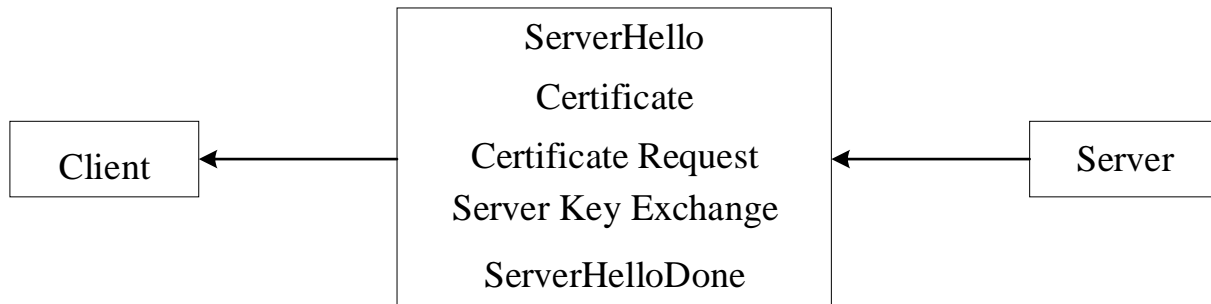 ServerHello
Certificate
Client
Certificate Request
Server
Server Key Exchange
ServerHelloDone